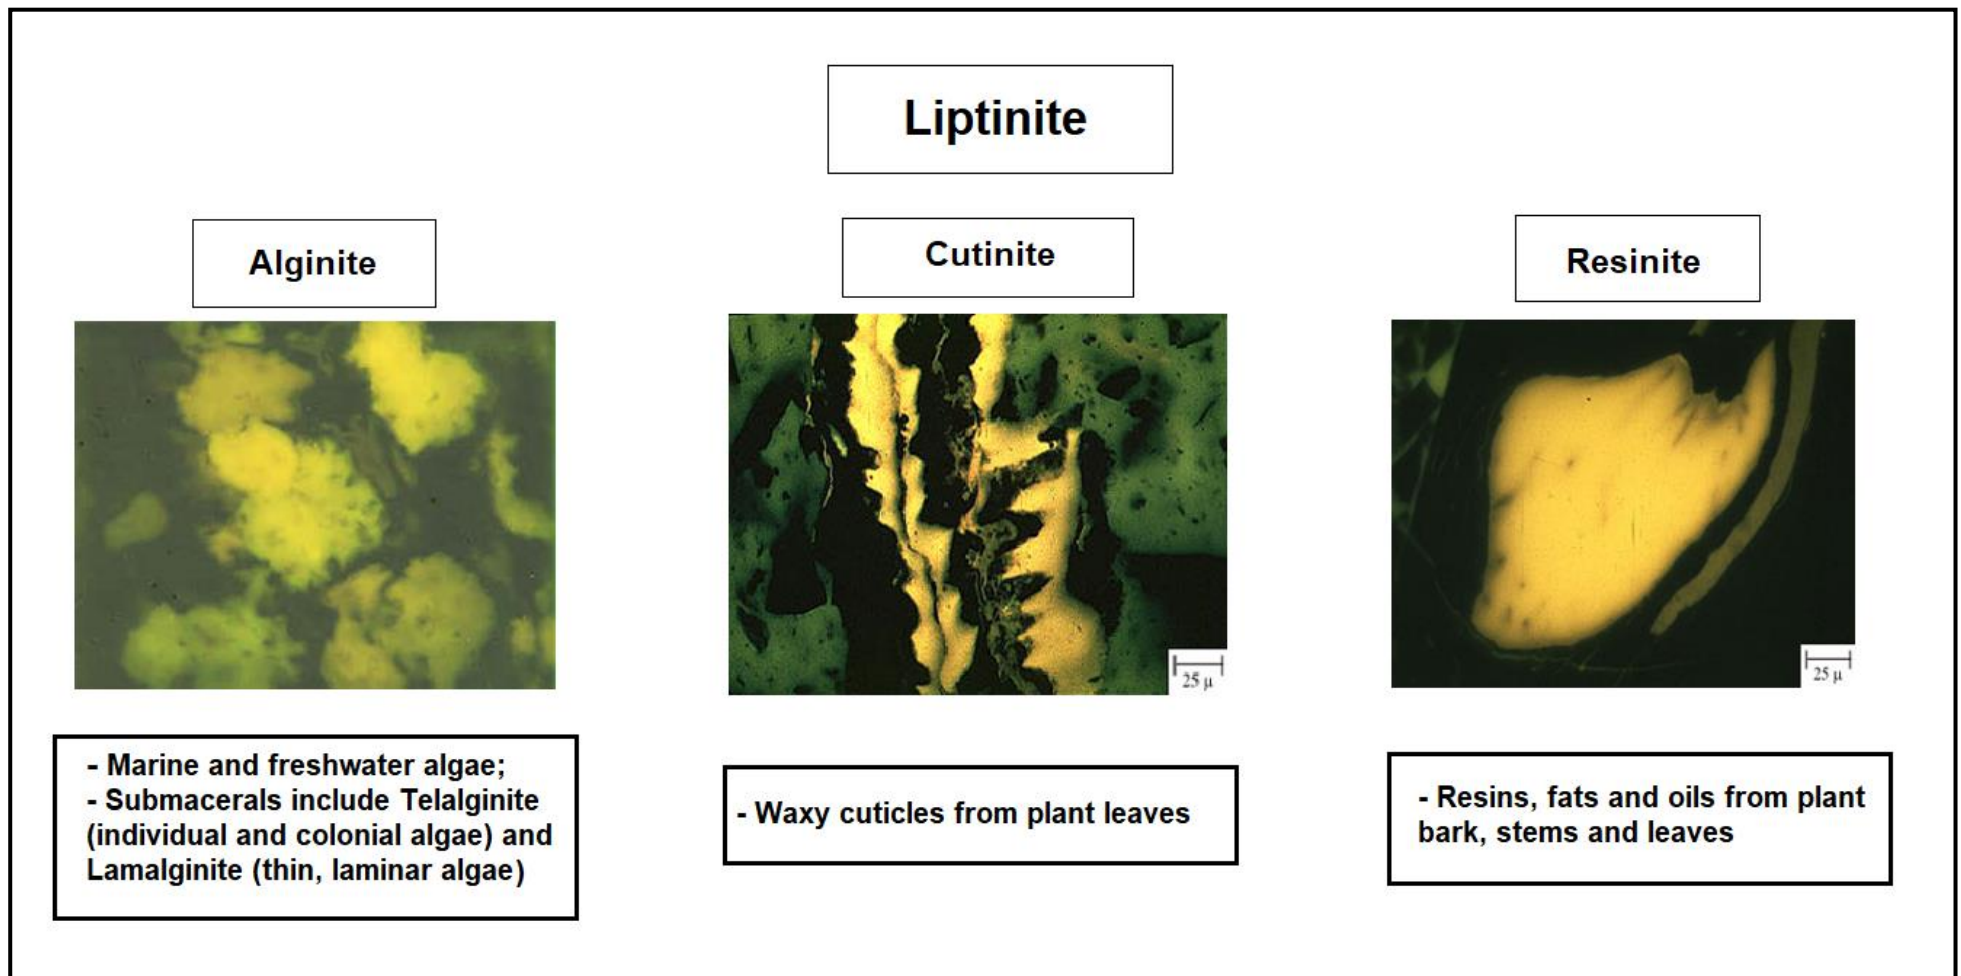 Liptinite
Alginite
Cutinite
Resinite
25 μ
25 μ
- Marine and freshwater algae;
- Submacerals include Telalginite
(individual and colonial algae) and
Lamalginite (thin, laminar algae)
- Waxy cuticles from plant leaves
- Resins, fats and oils from plant
bark, stems and leaves